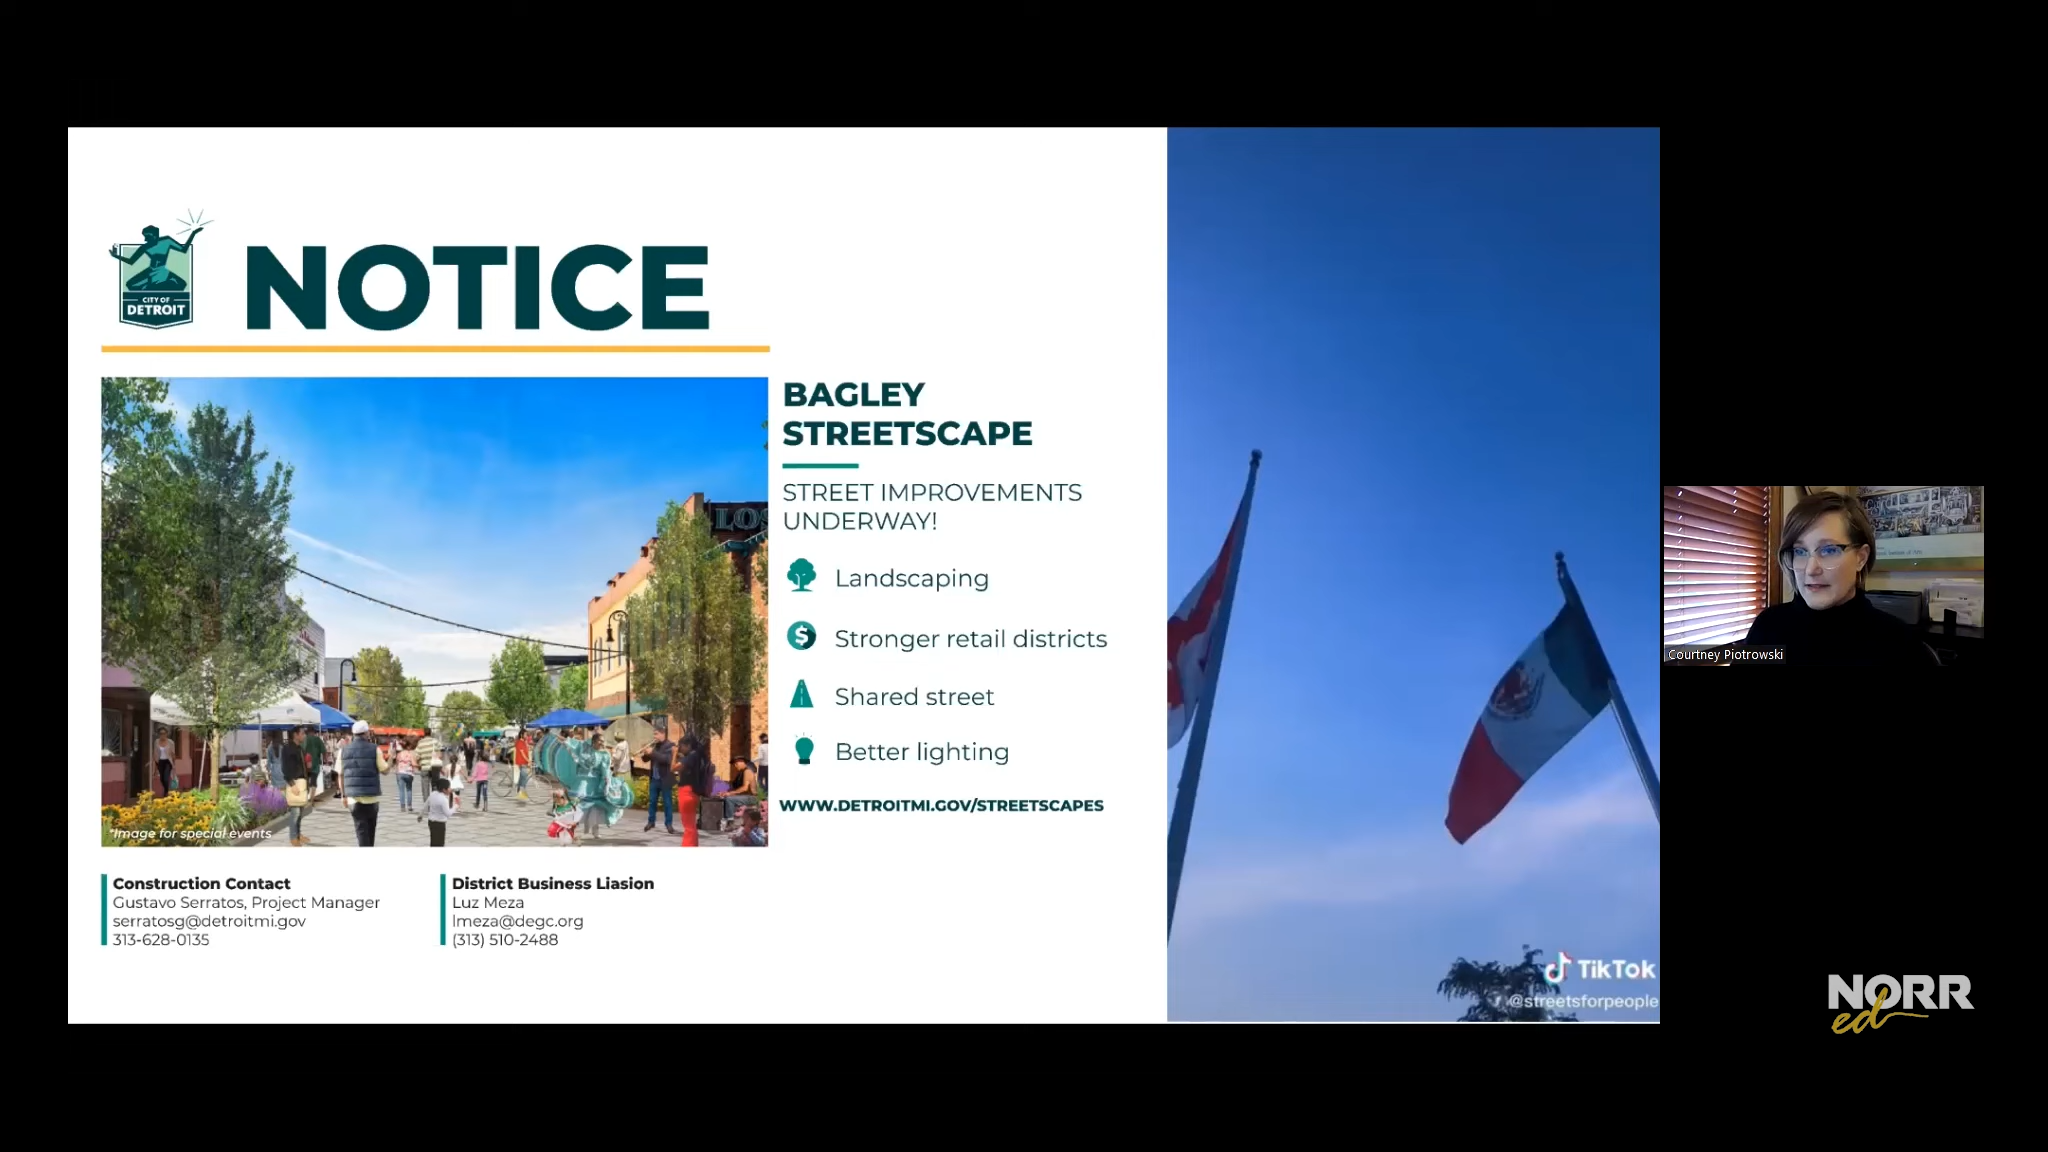 CITY OF
DETROIT
NOTICE
BAGLEY
STREETSCAPE
STREET IMPROVEMENTS
UNDERWAY!
Landscaping
Stronger retail districts
Shared street
Better lighting
WWW.DETROITMI.GOV/STREETSCAPES
LOS
*Image for special events
Construction Contact
Gustavo Serratos, Project Manager
serratosg@detroitmi.gov
313-628-0135
District Business Liasion
Luz Meza
lmeza@degc.org
(313) 510-2488
TikTok
@streetsforpeople
Courtney Piotrowski
NORR
ed